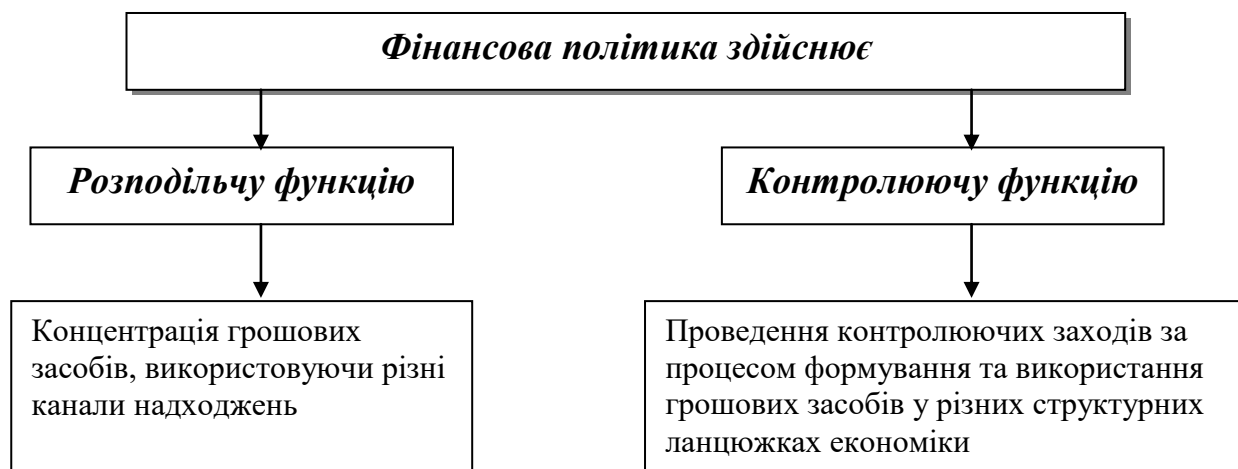 Фінансова політика здійснює
Розподільчу функцію
Контролюючу функцію
Концентрація грошових
засобів, використовуючи різні
канали надходжень
Проведення контролюючих заходів за
процесом формування та використання
грошових засобів у різних структурних
ланцюжках економіки